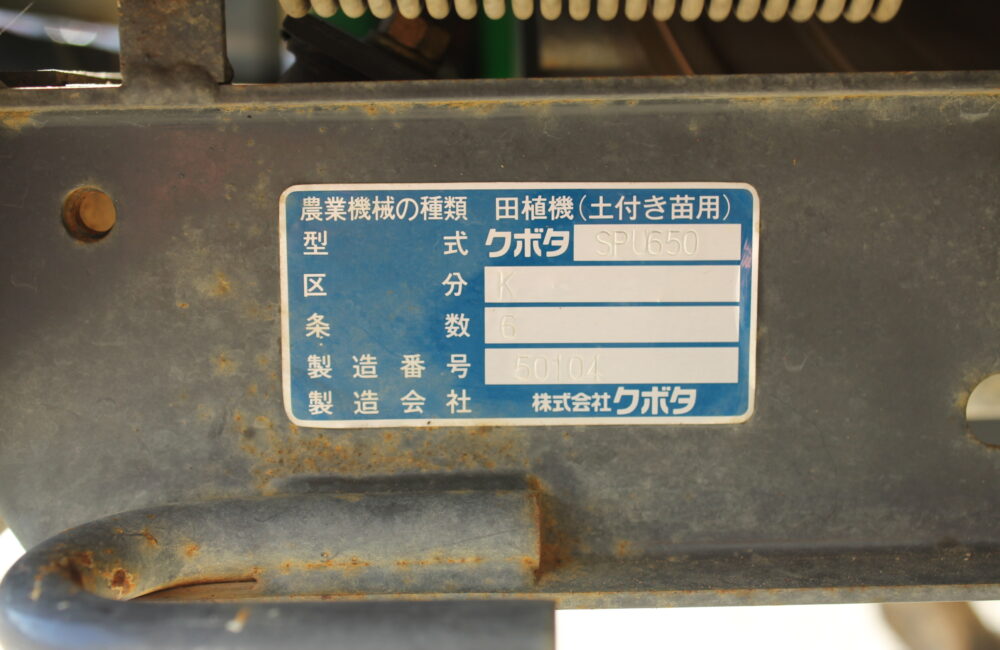 農業機械の種類 田植機(土付き苗用)
型式 クボタ SPU650
区分 K
条数 6
製造番号 50104
製造会社 株式会社クボタ